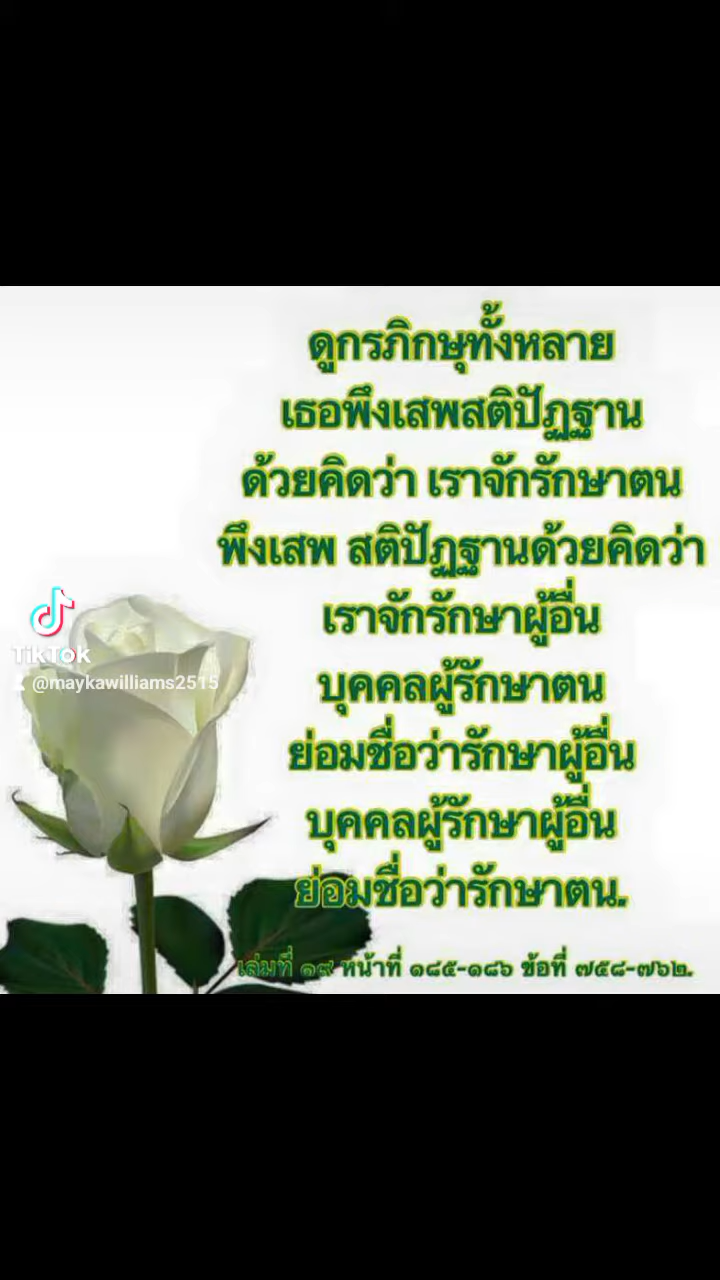 ดูกรภิกษุทั้งหลาย
เธอพึงเสพสติปัฏฐาน
ด้วยคิดว่า เราจักรักษาตน
พึงเสพ สติปัฏฐานด้วยคิดว่า
เราจักรักษาผู้อื่น
TikTok
@maykawilliams2515
บุคคลผู้รักษาตน
ย่อมชื่อว่ารักษาผู้อื่น
บุคคลผู้รักษาผู้อื่น
ย่อมชื่อว่ารักษาตน.
เล่มที่ ๑๙ หน้าที่ ๑๘๕-๑๘๖ ข้อที่ ๗๕๘-๗๖๒.